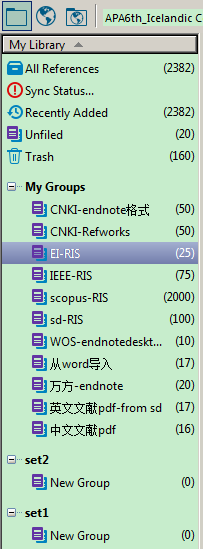 APA6th_Icelandic C
My Library
All References (2382)
Sync Status...
Recently Added (2382)
Unfiled (20)
Trash (160)
My Groups
CNKI-endnote格式 (50)
CNKI-Refworks (50)
EI-RIS (25)
IEEE-RIS (75)
scopus-RIS (2000)
sd-RIS (100)
WOS-endnotedeskt... (10)
从word导入 (17)
万方-endnote (20)
英文文献pdf-from sd (17)
中文文献pdf (16)
set2
New Group (0)
set1
New Group (0)